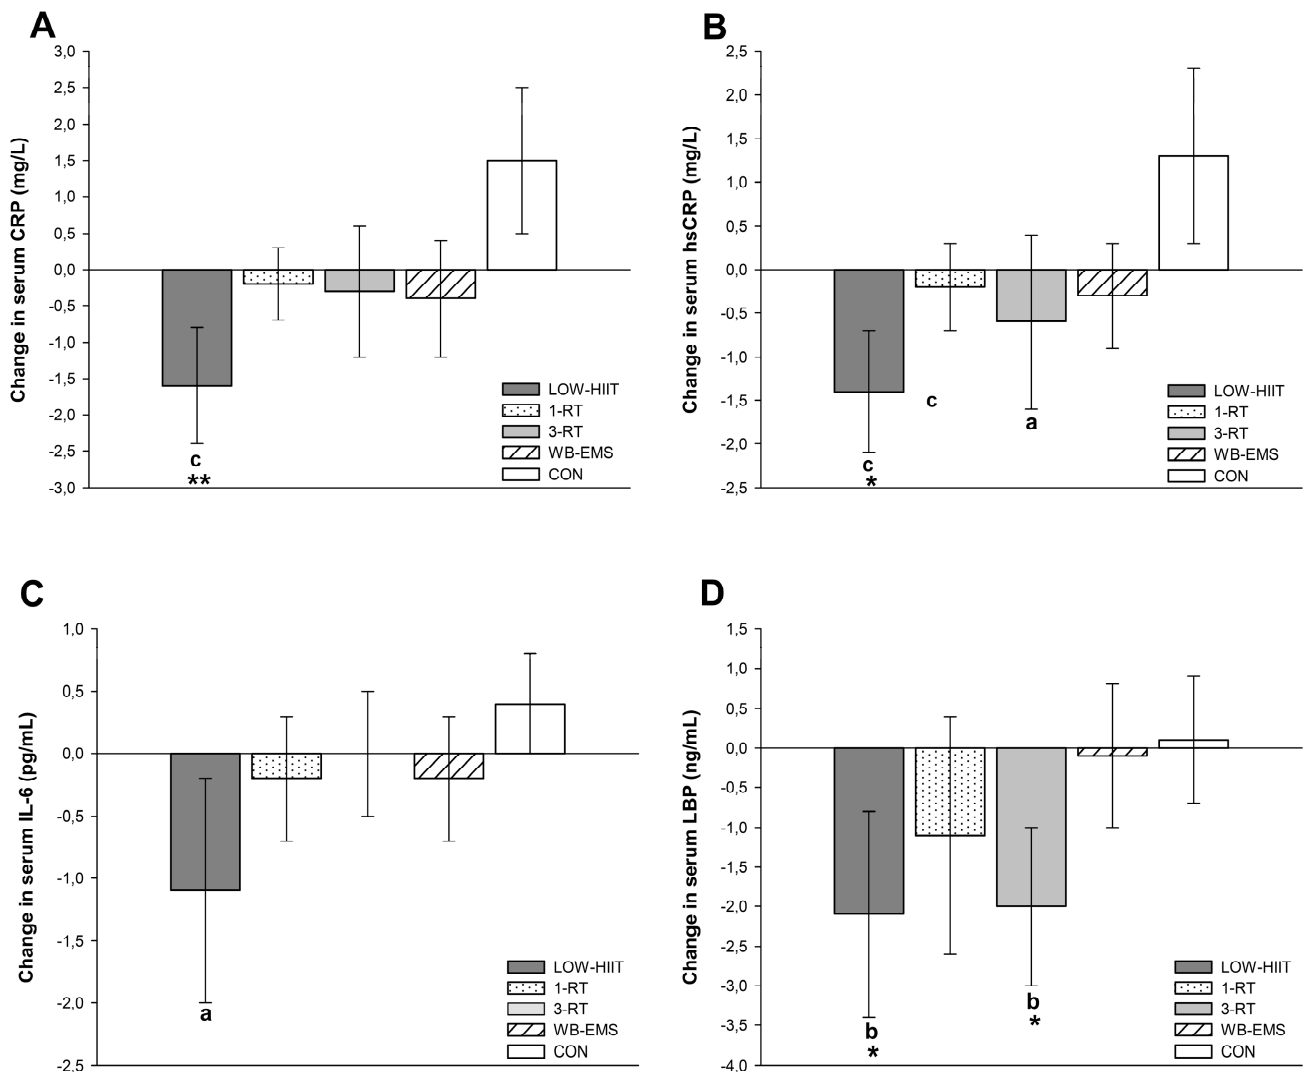 A
Change in serum CRP (mg/L)
3,0
2,5
2,0
1,5
1,0
0,5
0,0
-0,5
-1,0
-1,5
-2,0
-2,5
-3,0
c
**
LOW-HIIT
1-RT
3-RT
WB-EMS
CON
B
Change in serum hsCRP (mg/L)
2,5
2,0
1,5
1,0
0,5
0,0
-0,5
-1,0
-1,5
-2,0
-2,5
c
*
c
a
LOW-HIIT
1-RT
3-RT
WB-EMS
CON
C
Change in serum IL-6 (pg/mL)
1,0
0,5
0,0
-0,5
-1,0
-1,5
-2,0
-2,5
a
LOW-HIIT
1-RT
3-RT
WB-EMS
CON
D
Change in serum LBP (ng/mL)
1,5
1,0
0,5
0,0
-0,5
-1,0
-1,5
-2,0
-2,5
-3,0
-3,5
-4,0
b
*
b
*
LOW-HIIT
1-RT
3-RT
WB-EMS
CON